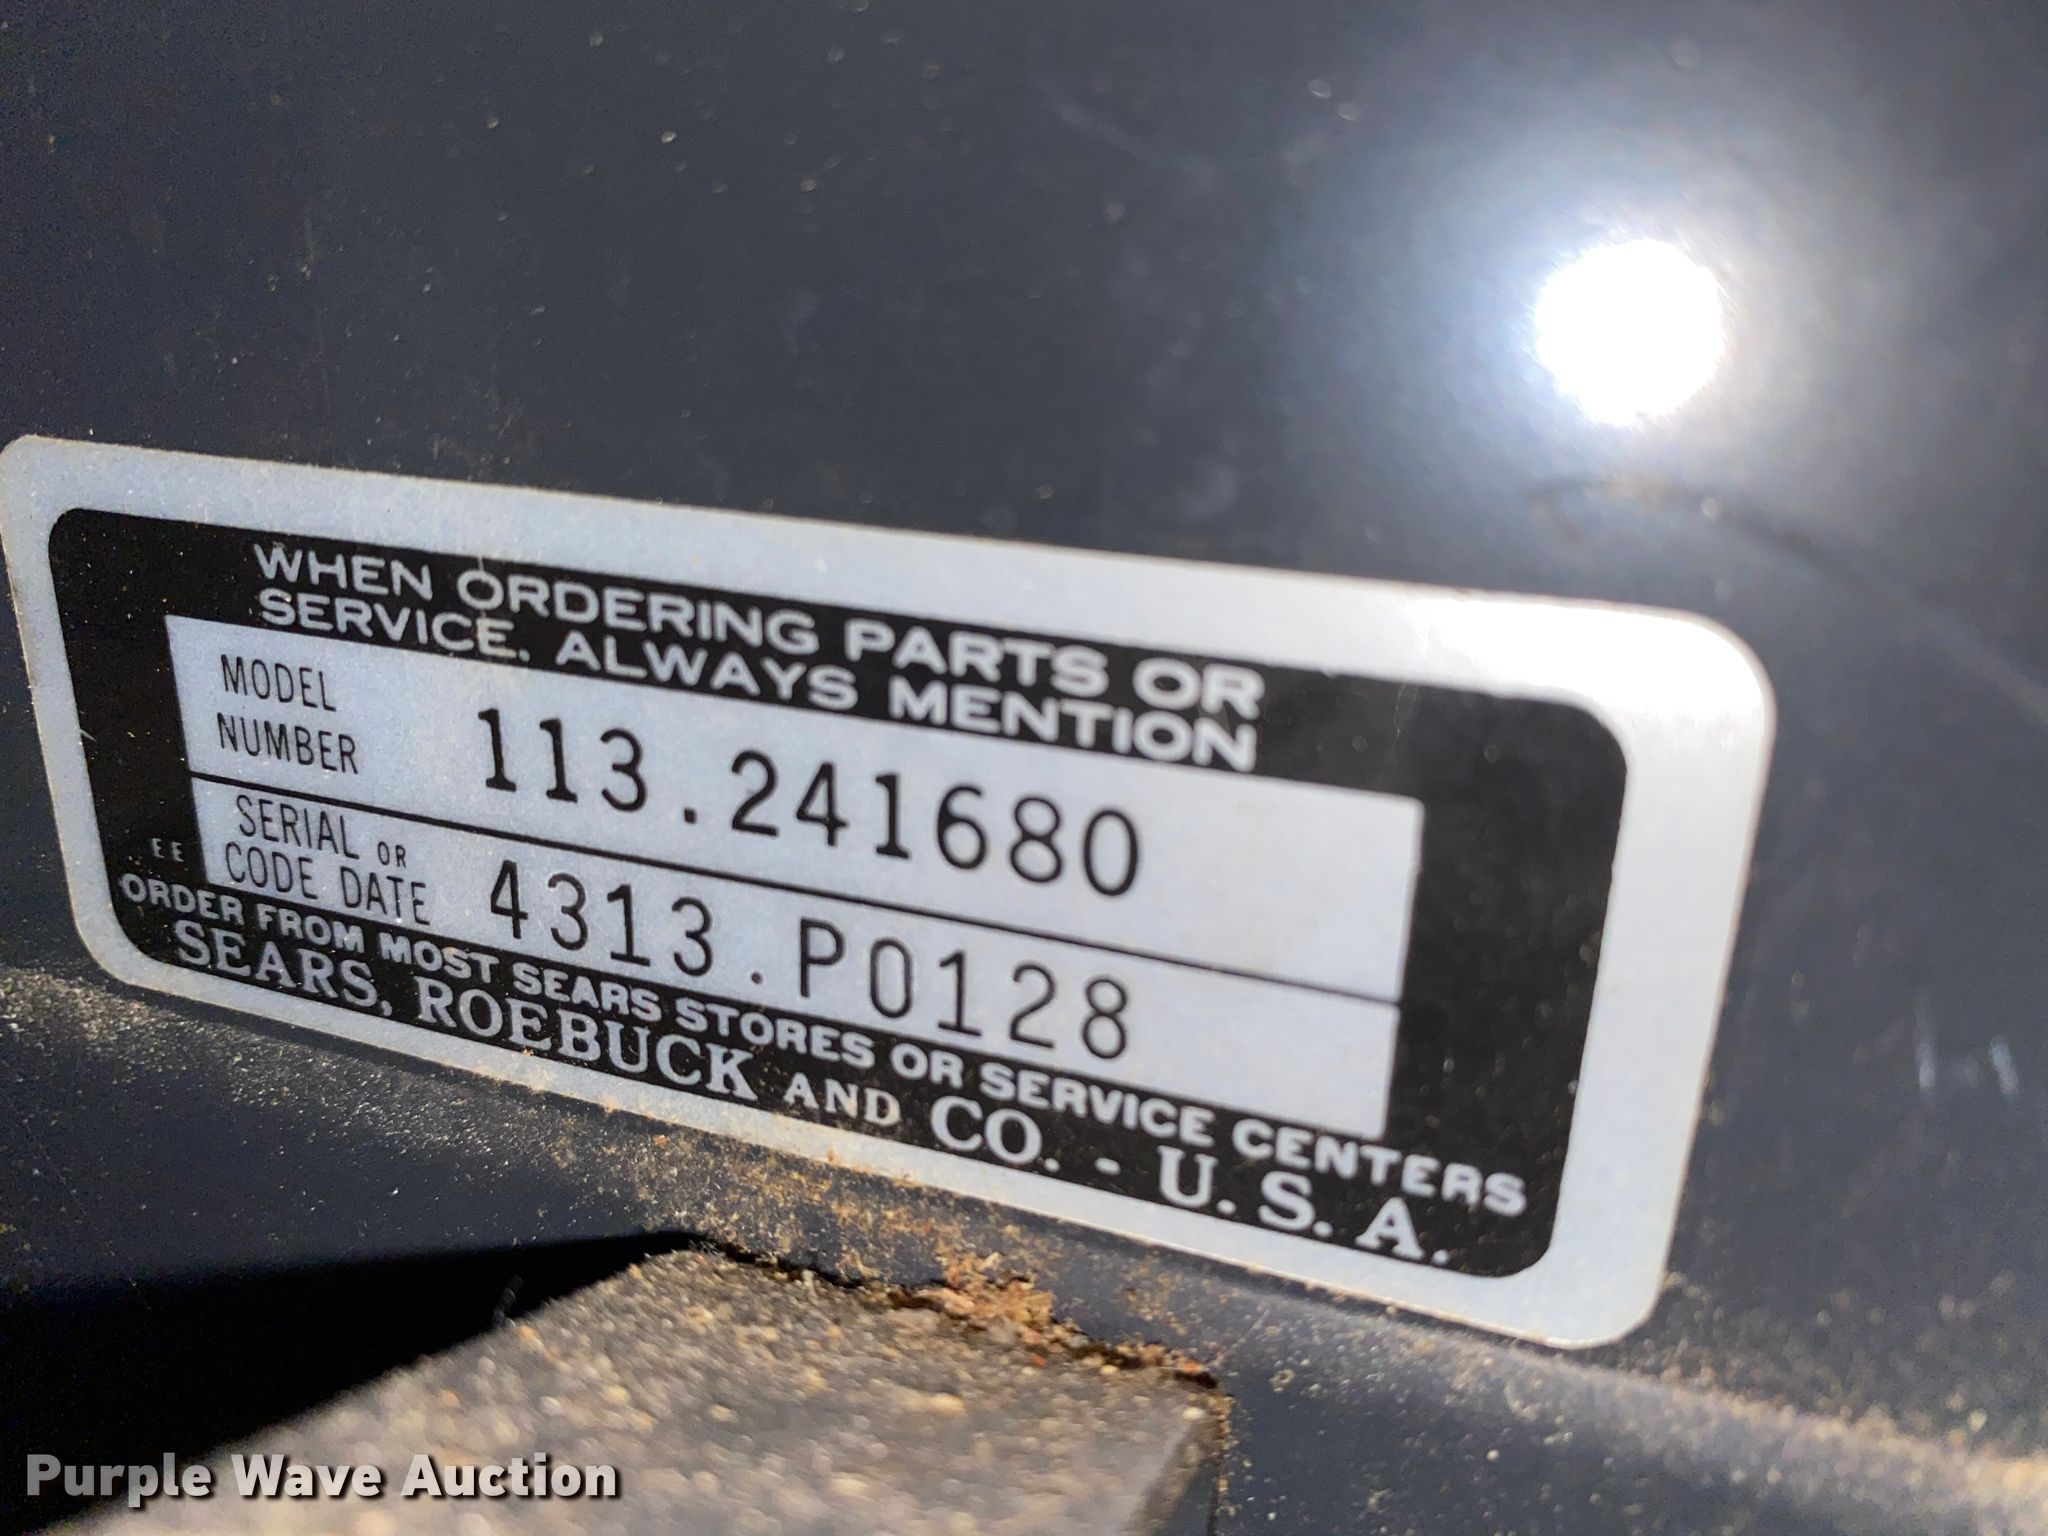 WHEN ORDERING PARTS OR
SERVICE, ALWAYS MENTION
MODEL
NUMBER 113.241680
SERIAL OR
CODE DATE 4313.P0128
EE
ORDER FROM MOST SEARS STORES OR SERVICE CENTERS
SEARS, ROEBUCK AND CO. - U.S.A.
Purple Wave Auction